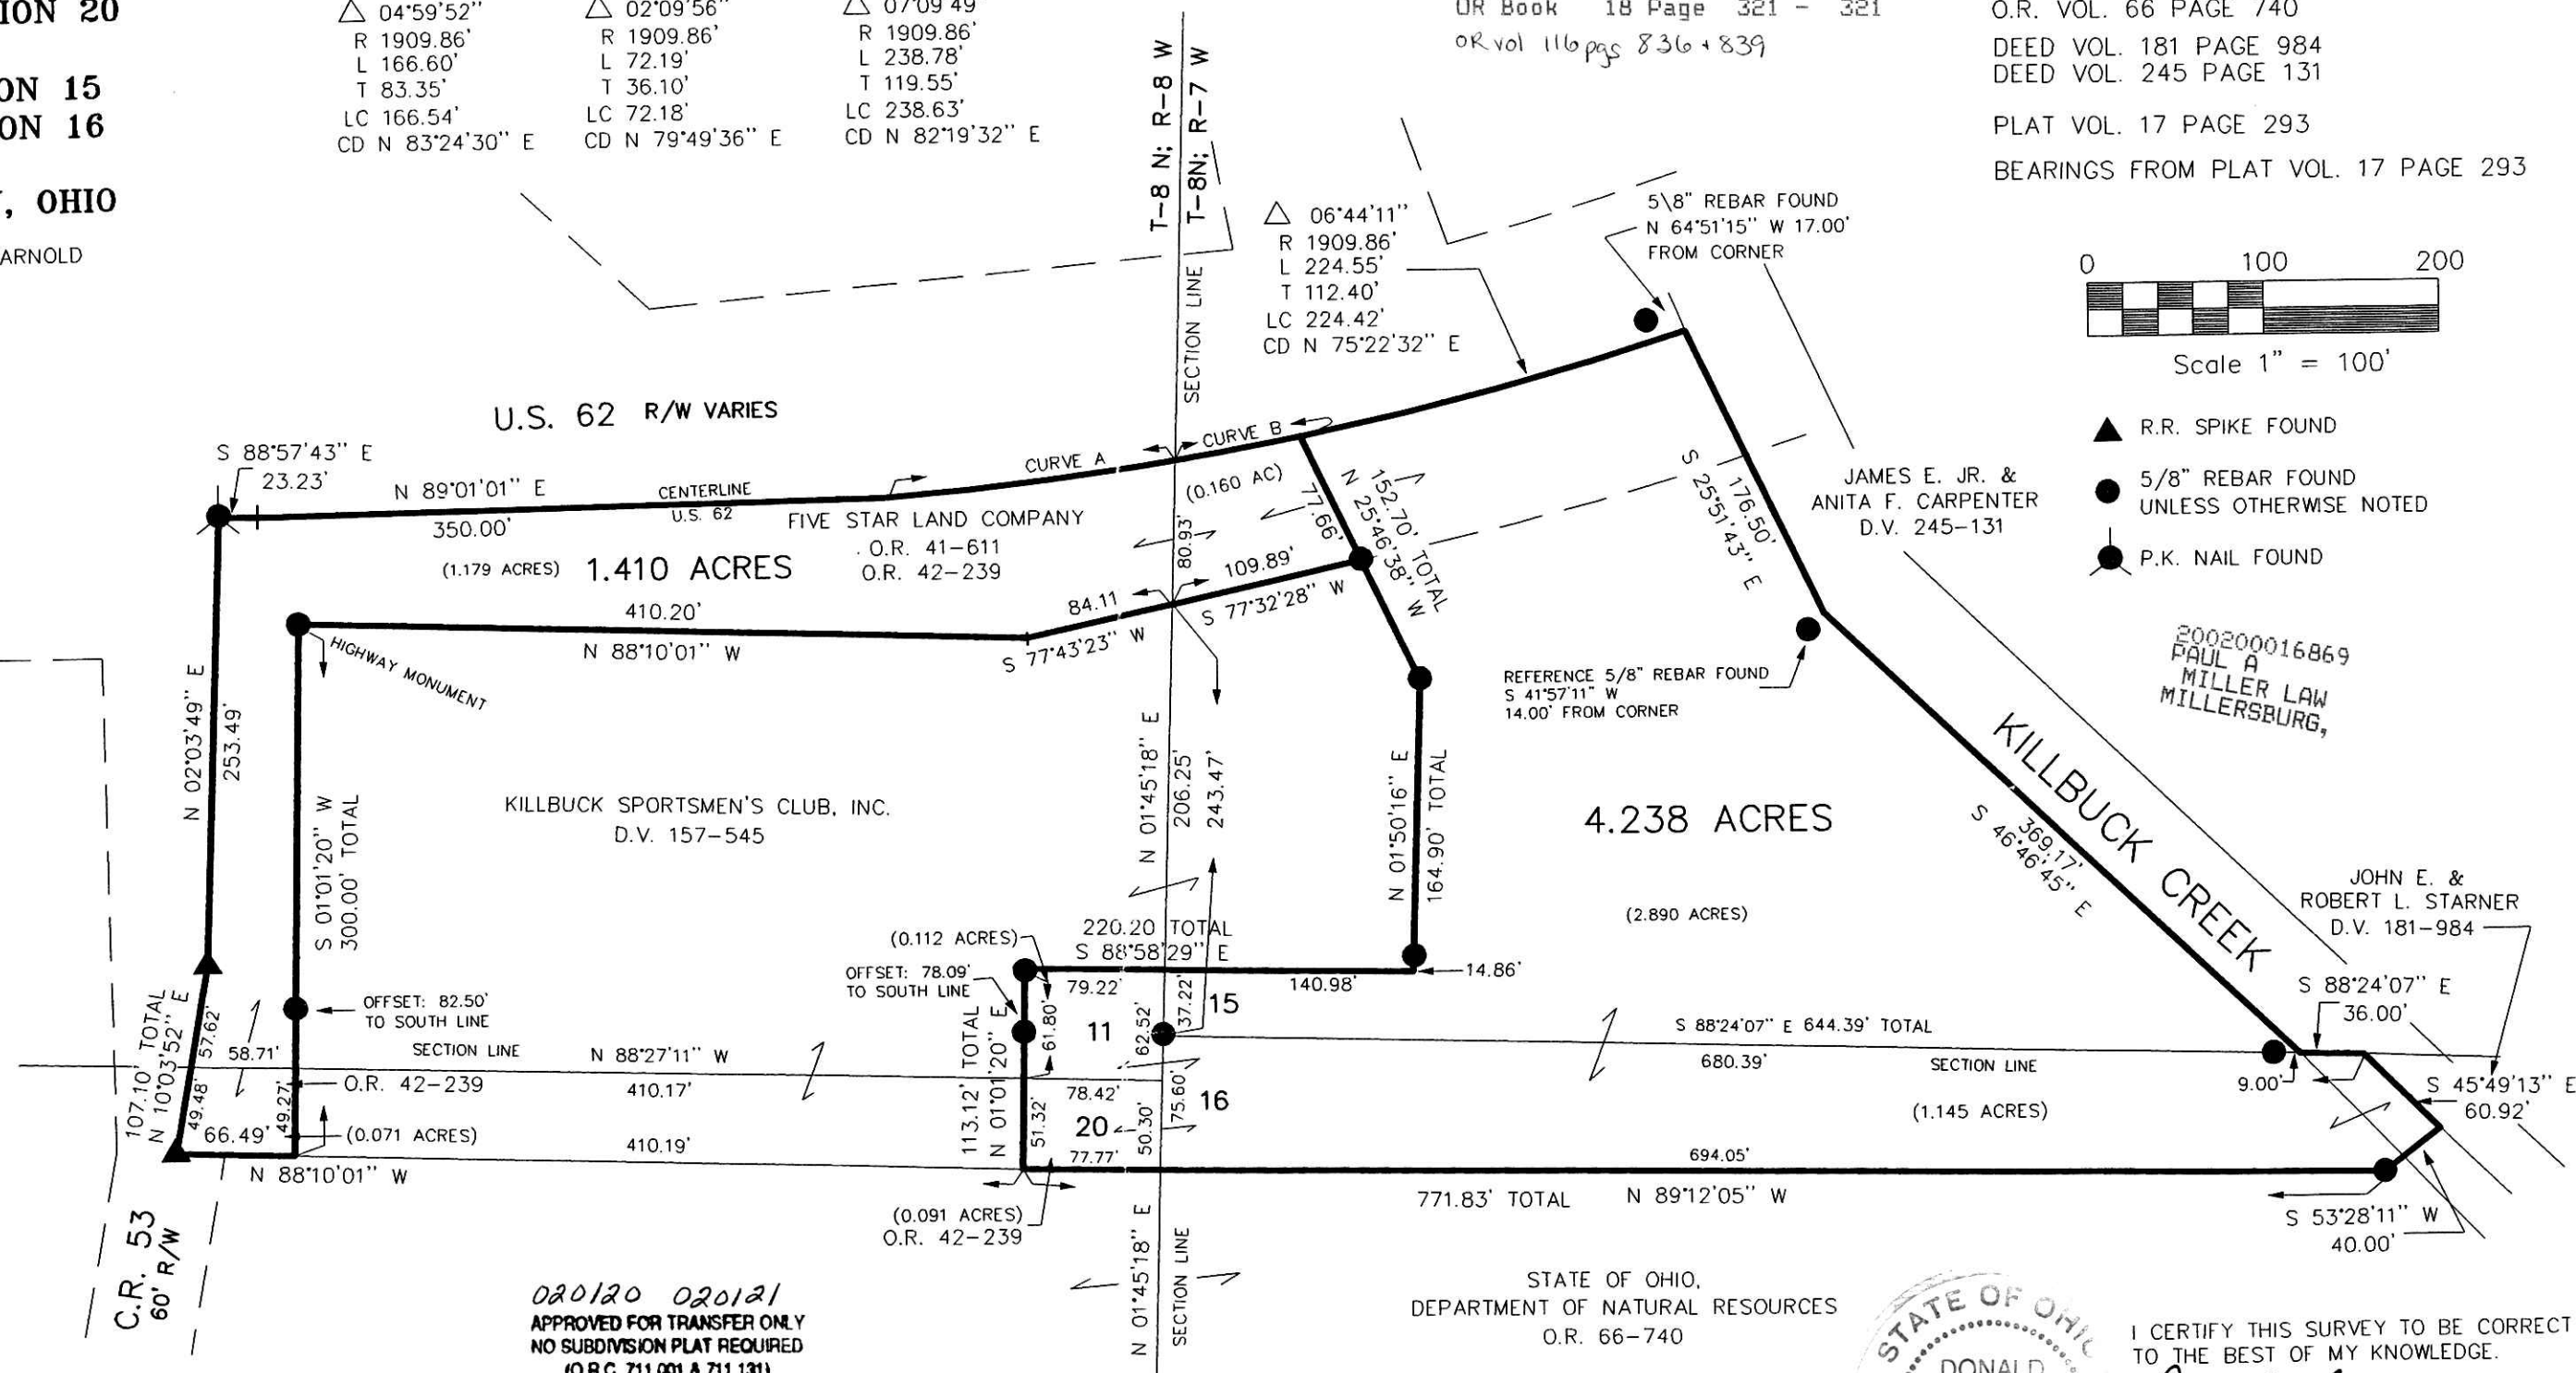 ION 20
ON 15
ON 16
, OHIO
ARNOLD
△ 04°59'52"
R 1909.86'
L 166.60'
T 83.35'
LC 166.54'
CD N 83°24'30" E
△ 02°09'56"
R 1909.86'
L 72.19'
T 36.10'
LC 72.18'
CD N 79°49'36" E
△ 07°09'49
R 1909.86'
L 238.78'
T 119.55'
LC 238.63'
CD N 82°19'32" E
T-8 N; R-8 W
T-8N; R-7 W
OR Book 18 Page 321 - 321
OR vol 116 pgs 836 + 839
O.R. VOL. 66 PAGE 740
DEED VOL. 181 PAGE 984
DEED VOL. 245 PAGE 131
PLAT VOL. 17 PAGE 293
BEARINGS FROM PLAT VOL. 17 PAGE 293
△ 06°44'11"
R 1909.86'
L 224.55'
T 112.40'
LC 224.42'
CD N 75°22'32" E
5\8" REBAR FOUND
N 64°51'15" W 17.00'
FROM CORNER
0 100 200
Scale 1" = 100'
R.R. SPIKE FOUND
5/8" REBAR FOUND
UNLESS OTHERWISE NOTED
P.K. NAIL FOUND
SECTION LINE
U.S. 62 R/W VARIES
S 88°57'43" E
23.23'
N 89°01'01" E
350.00'
CENTERLINE
U.S. 62
CURVE A
CURVE B
FIVE STAR LAND COMPANY
O.R. 41-611
O.R. 42-239
(1.179 ACRES)
1.410 ACRES
(0.160 AC)
80.93'
77.66'
N 25°46'38" W
152.70' TOTAL
109.89'
S 77°32'28" W
84.11
S 77°43'23" W
410.20'
N 88°10'01" W
HIGHWAY MONUMENT
S 25°51'43" E
176.50'
JAMES E. JR. &
ANITA F. CARPENTER
D.V. 245-131
REFERENCE 5/8" REBAR FOUND
S 41°57'11" W
14.00' FROM CORNER
200200016869
PAUL A
MILLER LAW
MILLERSBURG,
N 02°03'49" E
253.49'
S 01°01'20" W
300.00' TOTAL
KILLBUCK SPORTSMEN'S CLUB, INC.
D.V. 157-545
N 01°45'18" E
206.25'
243.47'
N 01°50'16" E
164.90' TOTAL
4.238 ACRES
(2.890 ACRES)
KILLBUCK CREEK
369.17'
S 46°46'45" E
JOHN E. &
ROBERT L. STARNER
D.V. 181-984
(0.112 ACRES)
220.20 TOTAL
S 88°58'29" E
79.22'
140.98'
14.86'
OFFSET: 78.09'
TO SOUTH LINE
OFFSET: 82.50'
TO SOUTH LINE
61.80'
11
62.52'
37.22'
15
S 88°24'07" E
36.00'
S 88°24'07" E 644.39' TOTAL
680.39'
SECTION LINE
9.00'
S 45°49'13" E
60.92'
107.10' TOTAL
N 10°03'52" E
57.62'
49.48'
58.71'
SECTION LINE
N 88°27'11" W
410.17'
49.27'
O.R. 42-239
66.49'
(0.071 ACRES)
410.19'
N 88°10'01" W
113.12' TOTAL
N 01°01'20" E
51.32'
78.42'
20
50.30'
75.60'
16
77.77'
(1.145 ACRES)
694.05'
771.83' TOTAL N 89°12'05" W
(0.091 ACRES)
O.R. 42-239
S 53°28'11" W
40.00'
C.R. 53
60' R/W
N 01°45'18" E
SECTION LINE
020120 020121
APPROVED FOR TRANSFER ONLY
NO SUBDIVISION PLAT REQUIRED
(O.R.C. 711.001 & 711.131)
STATE OF OHIO,
DEPARTMENT OF NATURAL RESOURCES
O.R. 66-740
STATE OF OHIO
DONALD
I CERTIFY THIS SURVEY TO BE CORRECT
TO THE BEST OF MY KNOWLEDGE.